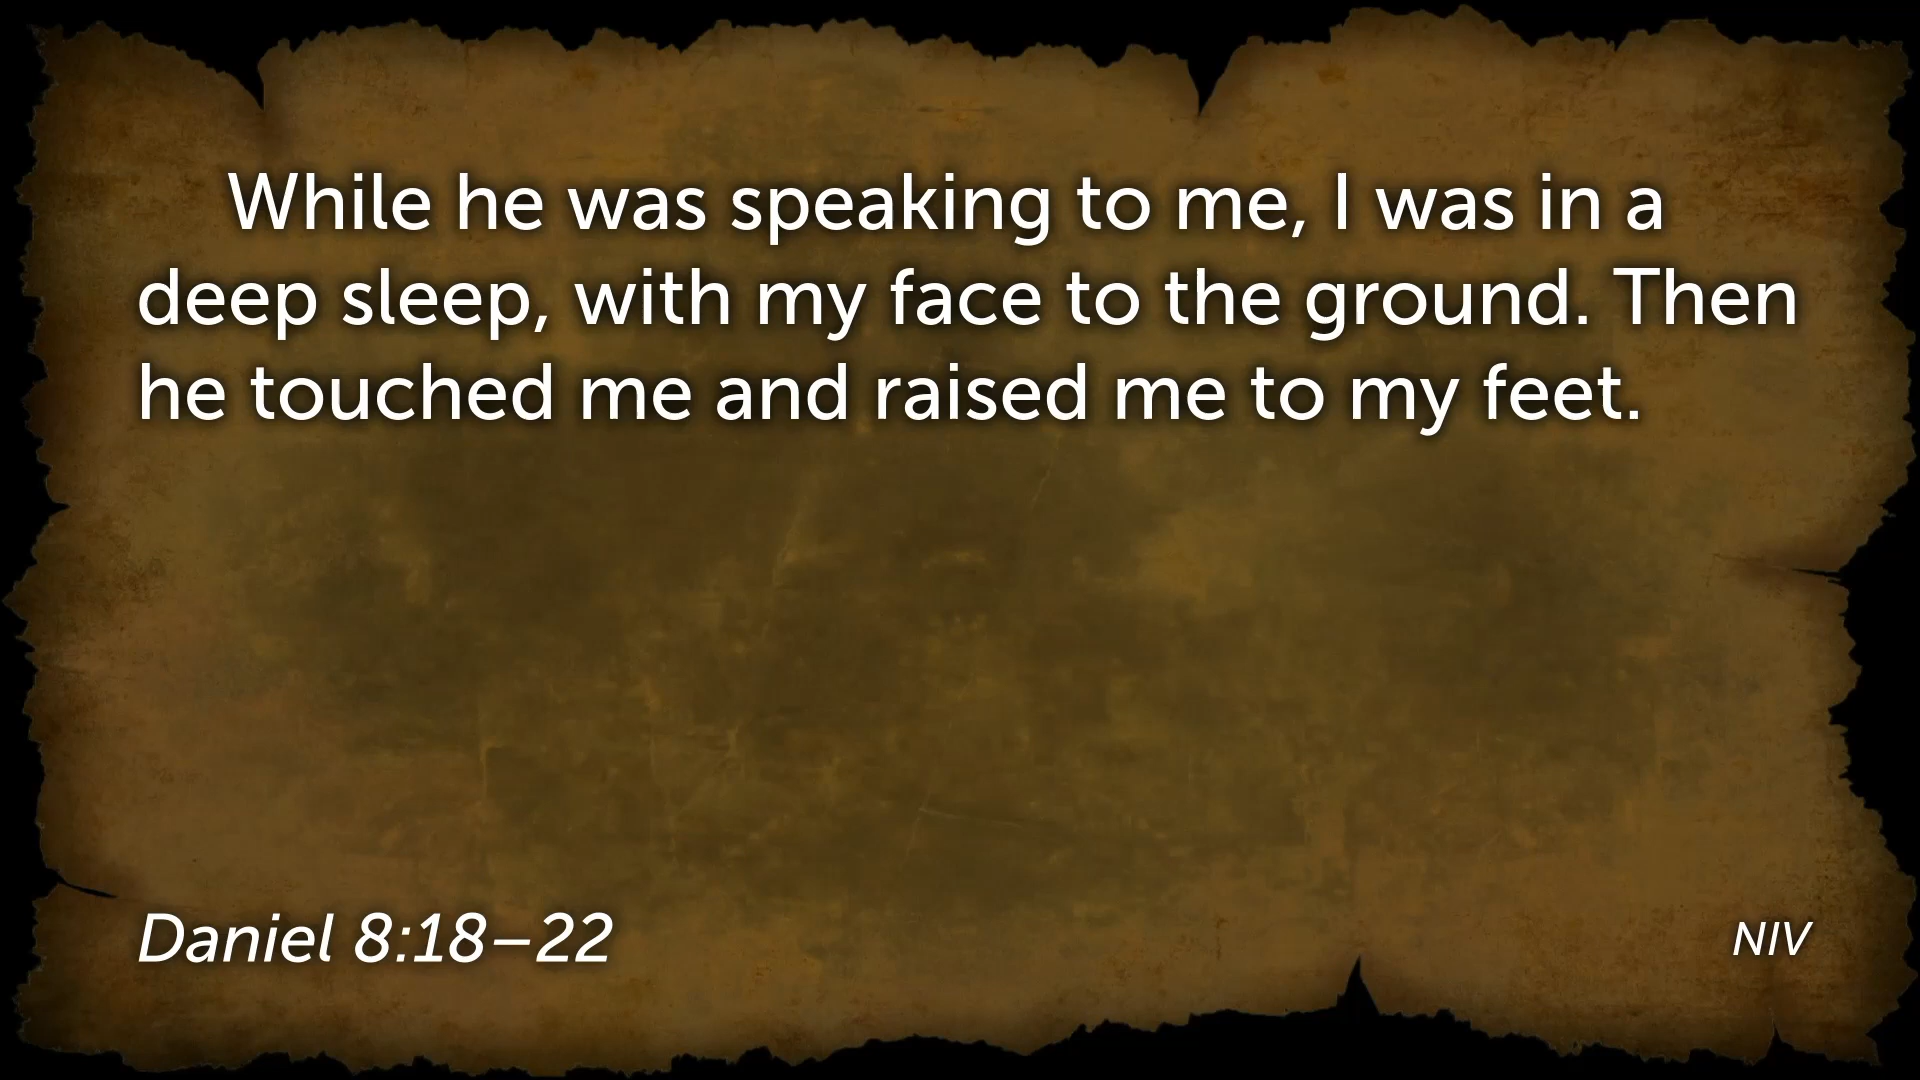 While he was speaking to me, I was in a
deep sleep, with my face to the ground. Then
he touched me and raised me to my feet.
Daniel 8:18–22
NIV